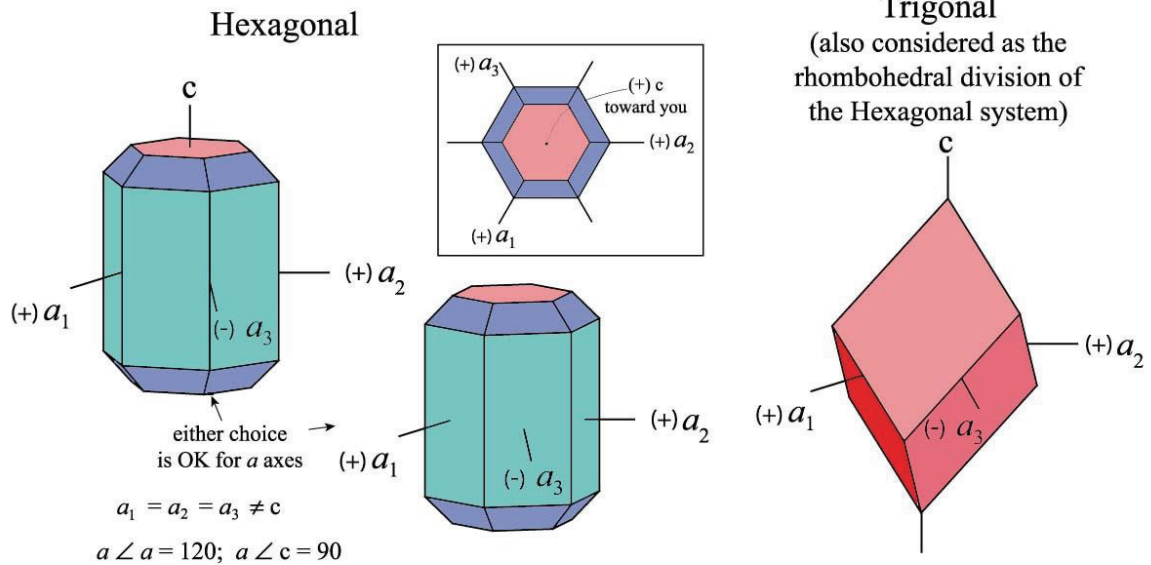 Hexagonal
c
(+) a1
(+) a2
(-) a3
either choice
is OK for a axes
a1 = a2 = a3 ≠ c
a ∠ a = 120; a ∠ c = 90
(+) a3
(+) c
toward you
(+) a2
(+) a1
(+) a1
(+) a2
(-) a3
Trigonal
(also considered as the
rhombohedral division of
the Hexagonal system)
c
(+) a2
(+) a1
(-) a3